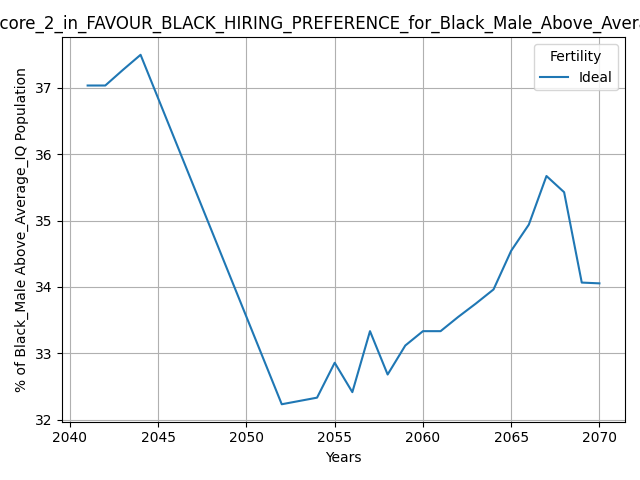 core_2_in_FAVOUR_BLACK_HIRING_PREFERENCE_for_Black_Male_Above_Avera
Fertility
Ideal
% of Black_Male Above_Average_IQ Population
37
36
35
34
33
32
2040 2045 2050 2055 2060 2065 2070
Years